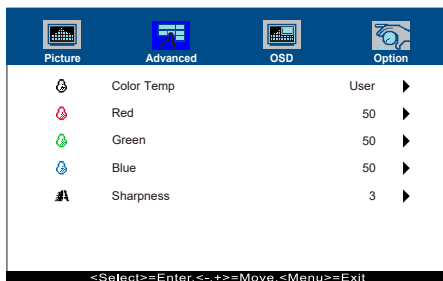 Picture Advanced OSD Option
Color Temp User
Red 50
Green 50
Blue 50
Sharpness 3
<Select>=Enter,<-,+>=Move,<Menu>=Exit